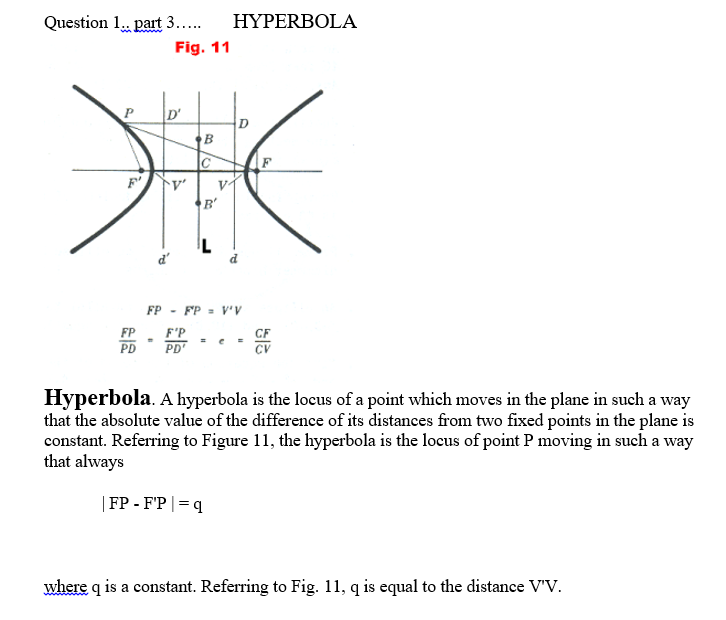 Question 1.. part 3..... HYPERBOLA
Fig. 11
P D' D
B
C F
F' V' V
B'
L
d' d
FP - F'P = V'V
FP/PD = F'P/PD' = e = CF/CV
Hyperbola. A hyperbola is the locus of a point which moves in the plane in such a way
that the absolute value of the difference of its distances from two fixed points in the plane is
constant. Referring to Figure 11, the hyperbola is the locus of point P moving in such a way
that always
| FP - F'P | = q
where q is a constant. Referring to Fig. 11, q is equal to the distance V'V.